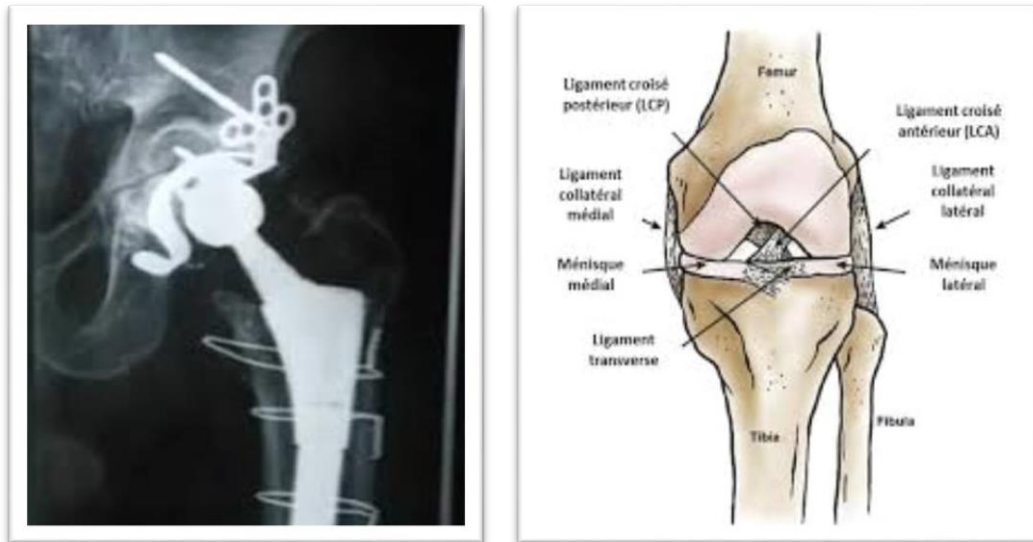 Femur
Ligament croisé
postérieur (LCP)
Ligament croisé
antérieur (LCA)
Ligament
collatéral
médial
Ligament
collatéral
latéral
Ménisque
médial
Ménisque
latéral
Ligament
transverse
Tibia
Fibula